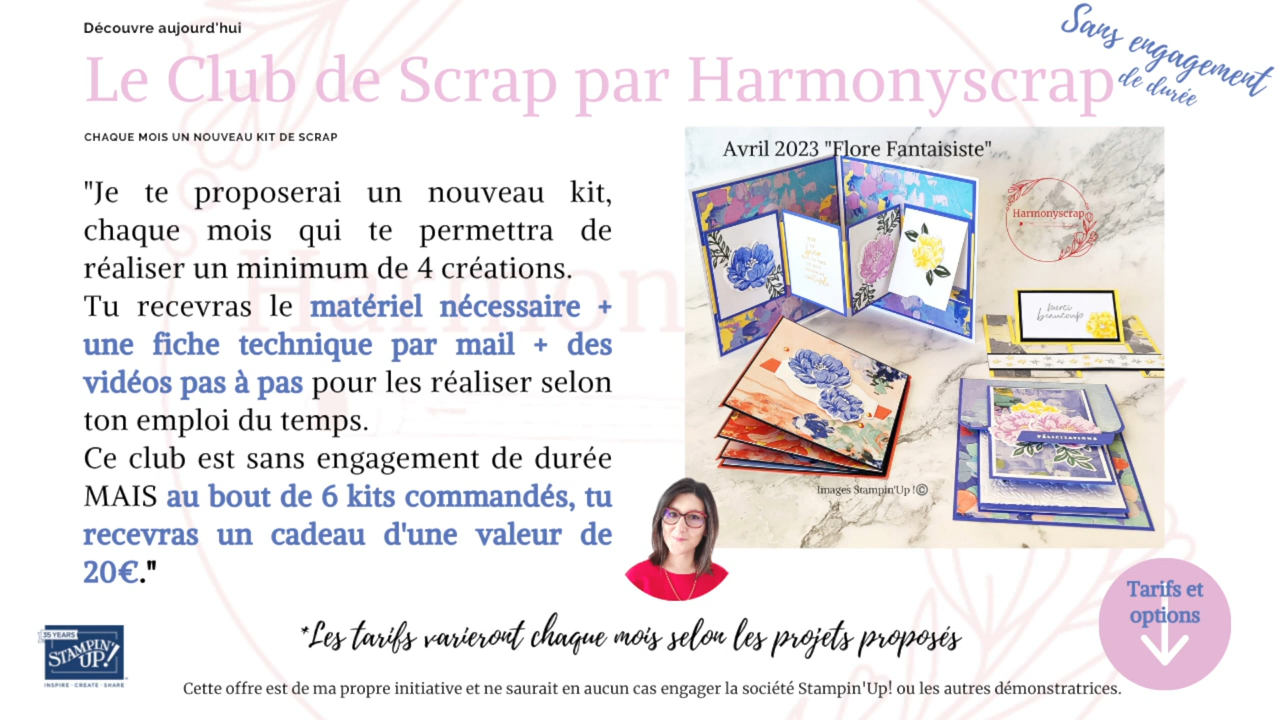 Découvre aujourd'hui
Sans engagement
de durée
Le Club de Scrap par Harmonyscrap
CHAQUE MOIS UN NOUVEAU KIT DE SCRAP
"Je te proposerai un nouveau kit,
chaque mois qui te permettra de
réaliser un minimum de 4 créations.
Tu recevras le matériel nécessaire +
une fiche technique par mail + des
vidéos pas à pas pour les réaliser selon
ton emploi du temps.
Ce club est sans engagement de durée
MAIS au bout de 6 kits commandés, tu
recevras un cadeau d'une valeur de
20€."
Avril 2023 "Flore Fantaisiste"
Harmonyscrap
merci
beaucoup
FÉLICITATIONS
Images Stampin'Up !©
Tarifs et
options
*Les tarifs varieront chaque mois selon les projets proposés
35 YEARS
STAMPIN'
UP!
INSPIRE · CREATE · SHARE
Cette offre est de ma propre initiative et ne saurait en aucun cas engager la société Stampin'Up! ou les autres démonstratrices.